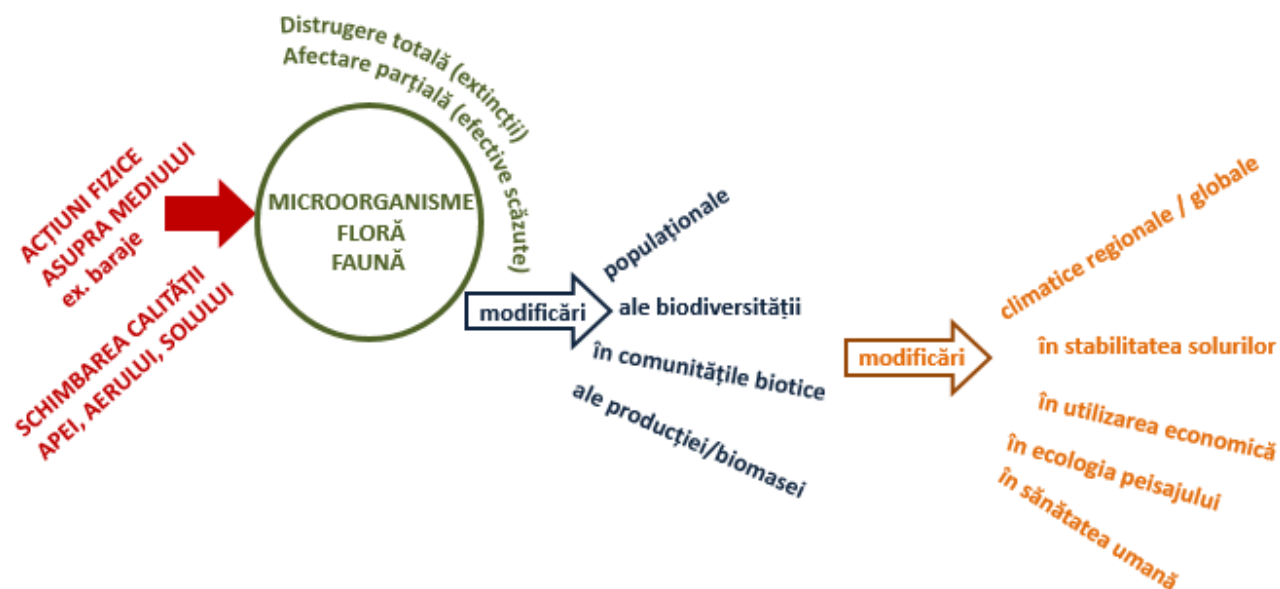 Distrugere totală (extincții)
Afectare parțială (efective scăzute)
ACȚIUNI FIZICE
ASUPRA MEDIULUI
ex. baraje
SCHIMBAREA CALITĂȚII
APEI, AERULUI, SOLULUI
MICROORGANISME
FLORĂ
FAUNĂ
modificări
populaționale
ale biodiversității
în comunitățile biotice
ale producției/biomasei
modificări
climatice regionale / globale
în stabilitatea solurilor
în utilizarea economică
în ecologia peisajului
în sănătatea umană